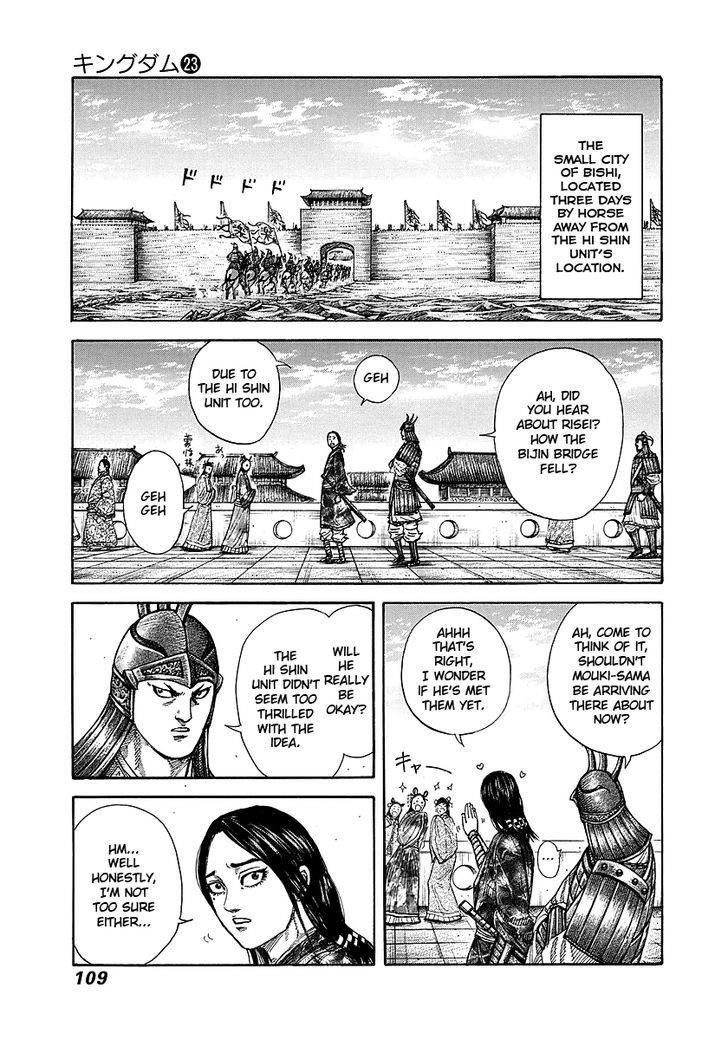 キングダム㉓
THE
SMALL CITY
OF BISHI,
LOCATED
THREE DAYS
BY HORSE
AWAY FROM
THE HI SHIN
UNIT'S
LOCATION.
ドドドド
AH, DID
YOU HEAR
ABOUT RISEI?
HOW THE
BIJIN BRIDGE
FELL?
GEH
DUE TO
THE HI SHIN
UNIT TOO.
GEH
GEH
AH, COME TO
THINK OF IT,
SHOULDN'T
MOUKI-SAMA
BE ARRIVING
THERE ABOUT
NOW?
AHHH
THAT'S
RIGHT,
I WONDER
IF HE'S MET
THEM YET.
キャー
...
WILL
HE
REALLY
BE
OKAY?
THE
HI SHIN
UNIT DIDN'T
SEEM TOO
THRILLED
WITH THE
IDEA.
HM...
WELL
HONESTLY,
I'M NOT
TOO SURE
EITHER...
109